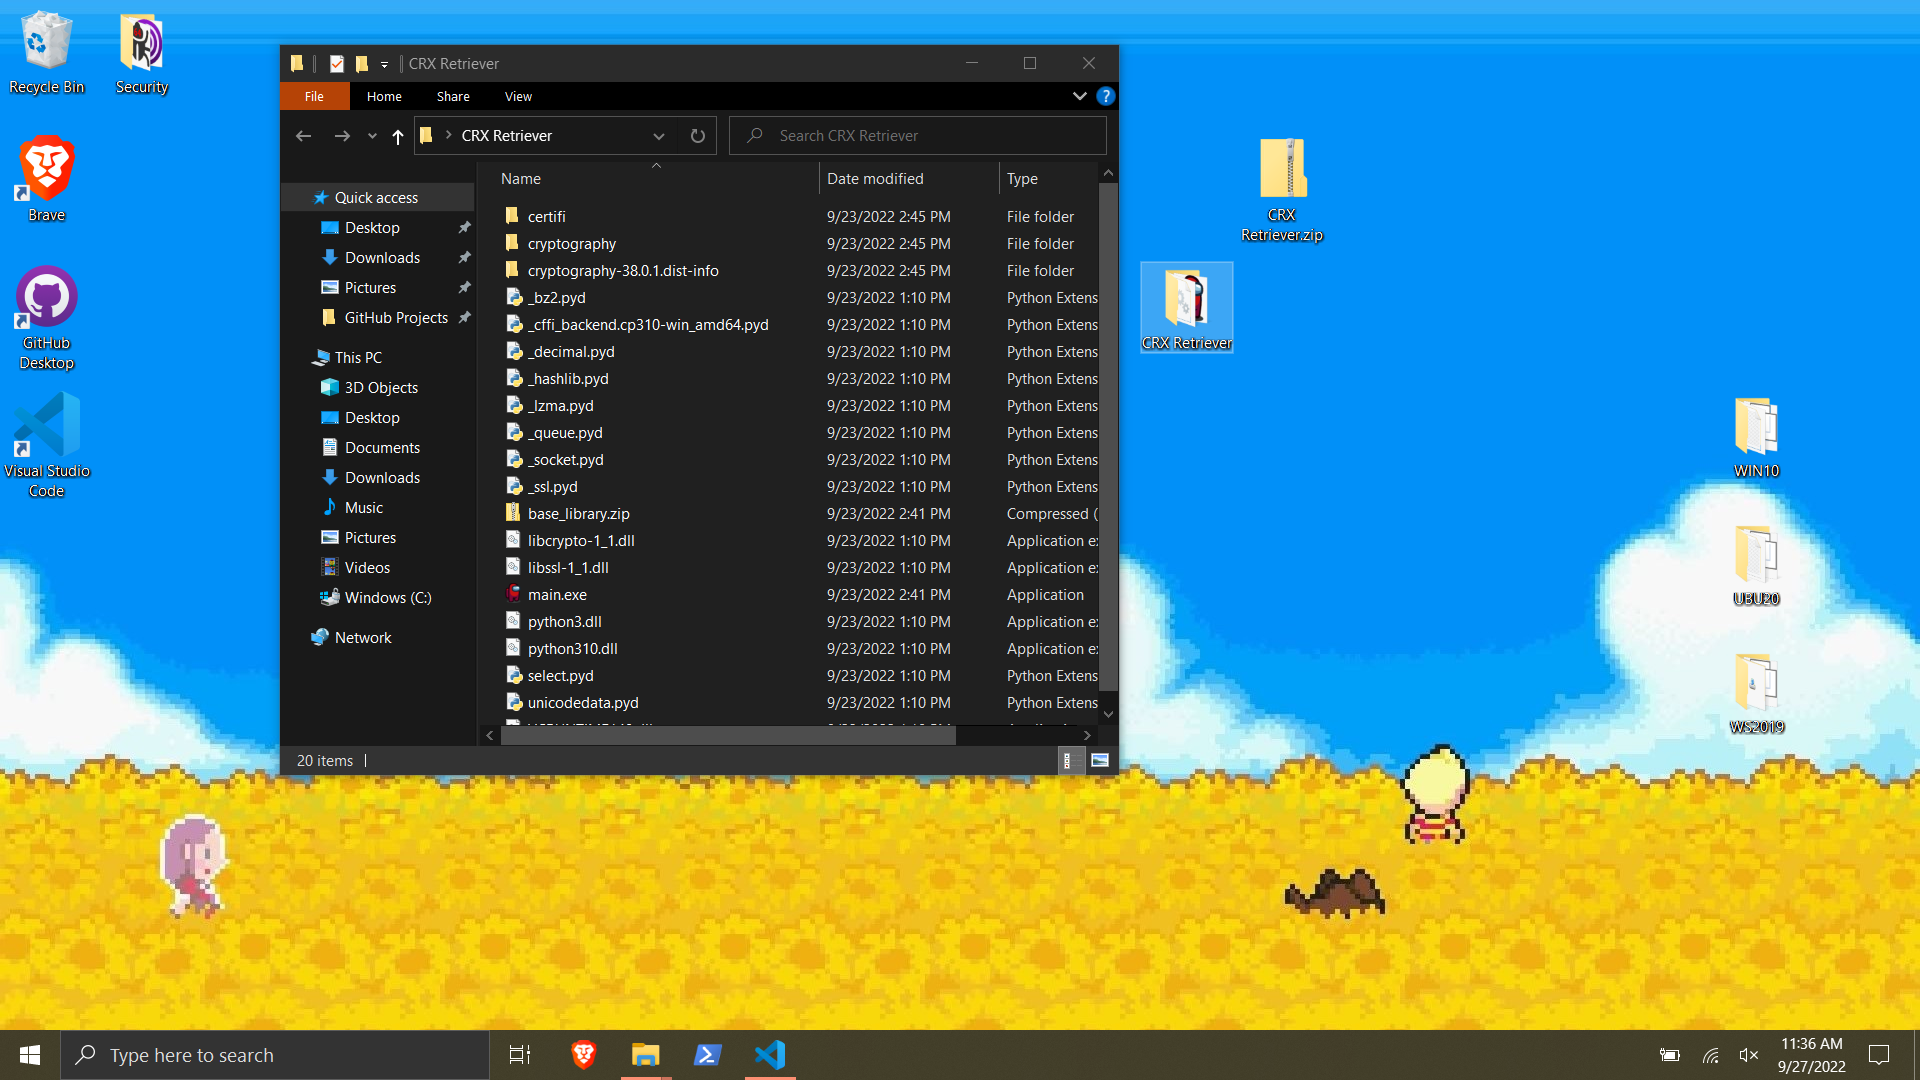 Recycle Bin
Security
Brave
GitHub
Desktop
Visual Studio
Code
CRX Retriever
File
Home
Share
View
?
CRX Retriever
Search CRX Retriever
Quick access
Desktop
Downloads
Pictures
GitHub Projects
This PC
3D Objects
Desktop
Documents
Downloads
Music
Pictures
Videos
Windows (C:)
Network
Name Date modified Type
certifi 9/23/2022 2:45 PM File folder
cryptography 9/23/2022 2:45 PM File folder
cryptography-38.0.1.dist-info 9/23/2022 2:45 PM File folder
_bz2.pyd 9/23/2022 1:10 PM Python Extens
_cffi_backend.cp310-win_amd64.pyd 9/23/2022 1:10 PM Python Extens
_decimal.pyd 9/23/2022 1:10 PM Python Extens
_hashlib.pyd 9/23/2022 1:10 PM Python Extens
_lzma.pyd 9/23/2022 1:10 PM Python Extens
_queue.pyd 9/23/2022 1:10 PM Python Extens
_socket.pyd 9/23/2022 1:10 PM Python Extens
_ssl.pyd 9/23/2022 1:10 PM Python Extens
base_library.zip 9/23/2022 2:41 PM Compressed (
libcrypto-1_1.dll 9/23/2022 1:10 PM Application e
libssl-1_1.dll 9/23/2022 1:10 PM Application e
main.exe 9/23/2022 2:41 PM Application
python3.dll 9/23/2022 1:10 PM Application e
python310.dll 9/23/2022 1:10 PM Application e
select.pyd 9/23/2022 1:10 PM Python Extens
unicodedata.pyd 9/23/2022 1:10 PM Python Extens
20 items
CRX
Retriever.zip
CRX Retriever
WIN10
UBU20
WS2019
Type here to search
11:36 AM
9/27/2022